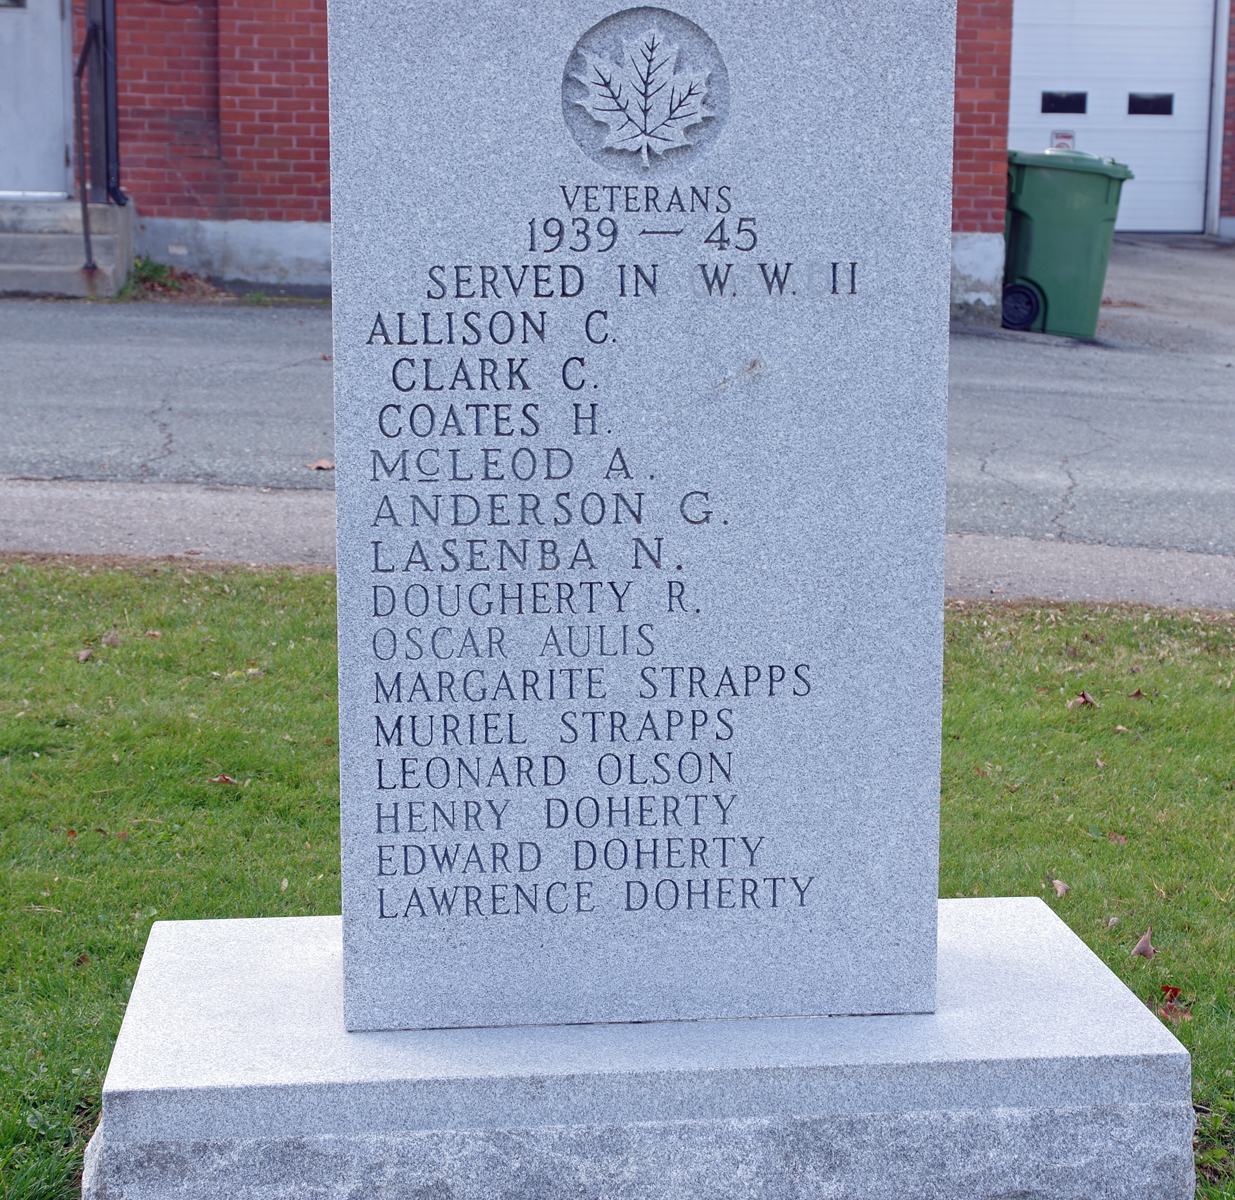 VETERANS
1939 — 45
SERVED IN W. W. II
ALLISON C.
CLARK C.
COATES H.
McLEOD A.
ANDERSON G.
LASENBA N.
DOUGHERTY R.
OSCAR AULIS
MARGARITE STRAPPS
MURIEL STRAPPS
LEONARD OLSON
HENRY DOHERTY
EDWARD DOHERTY
LAWRENCE DOHERTY